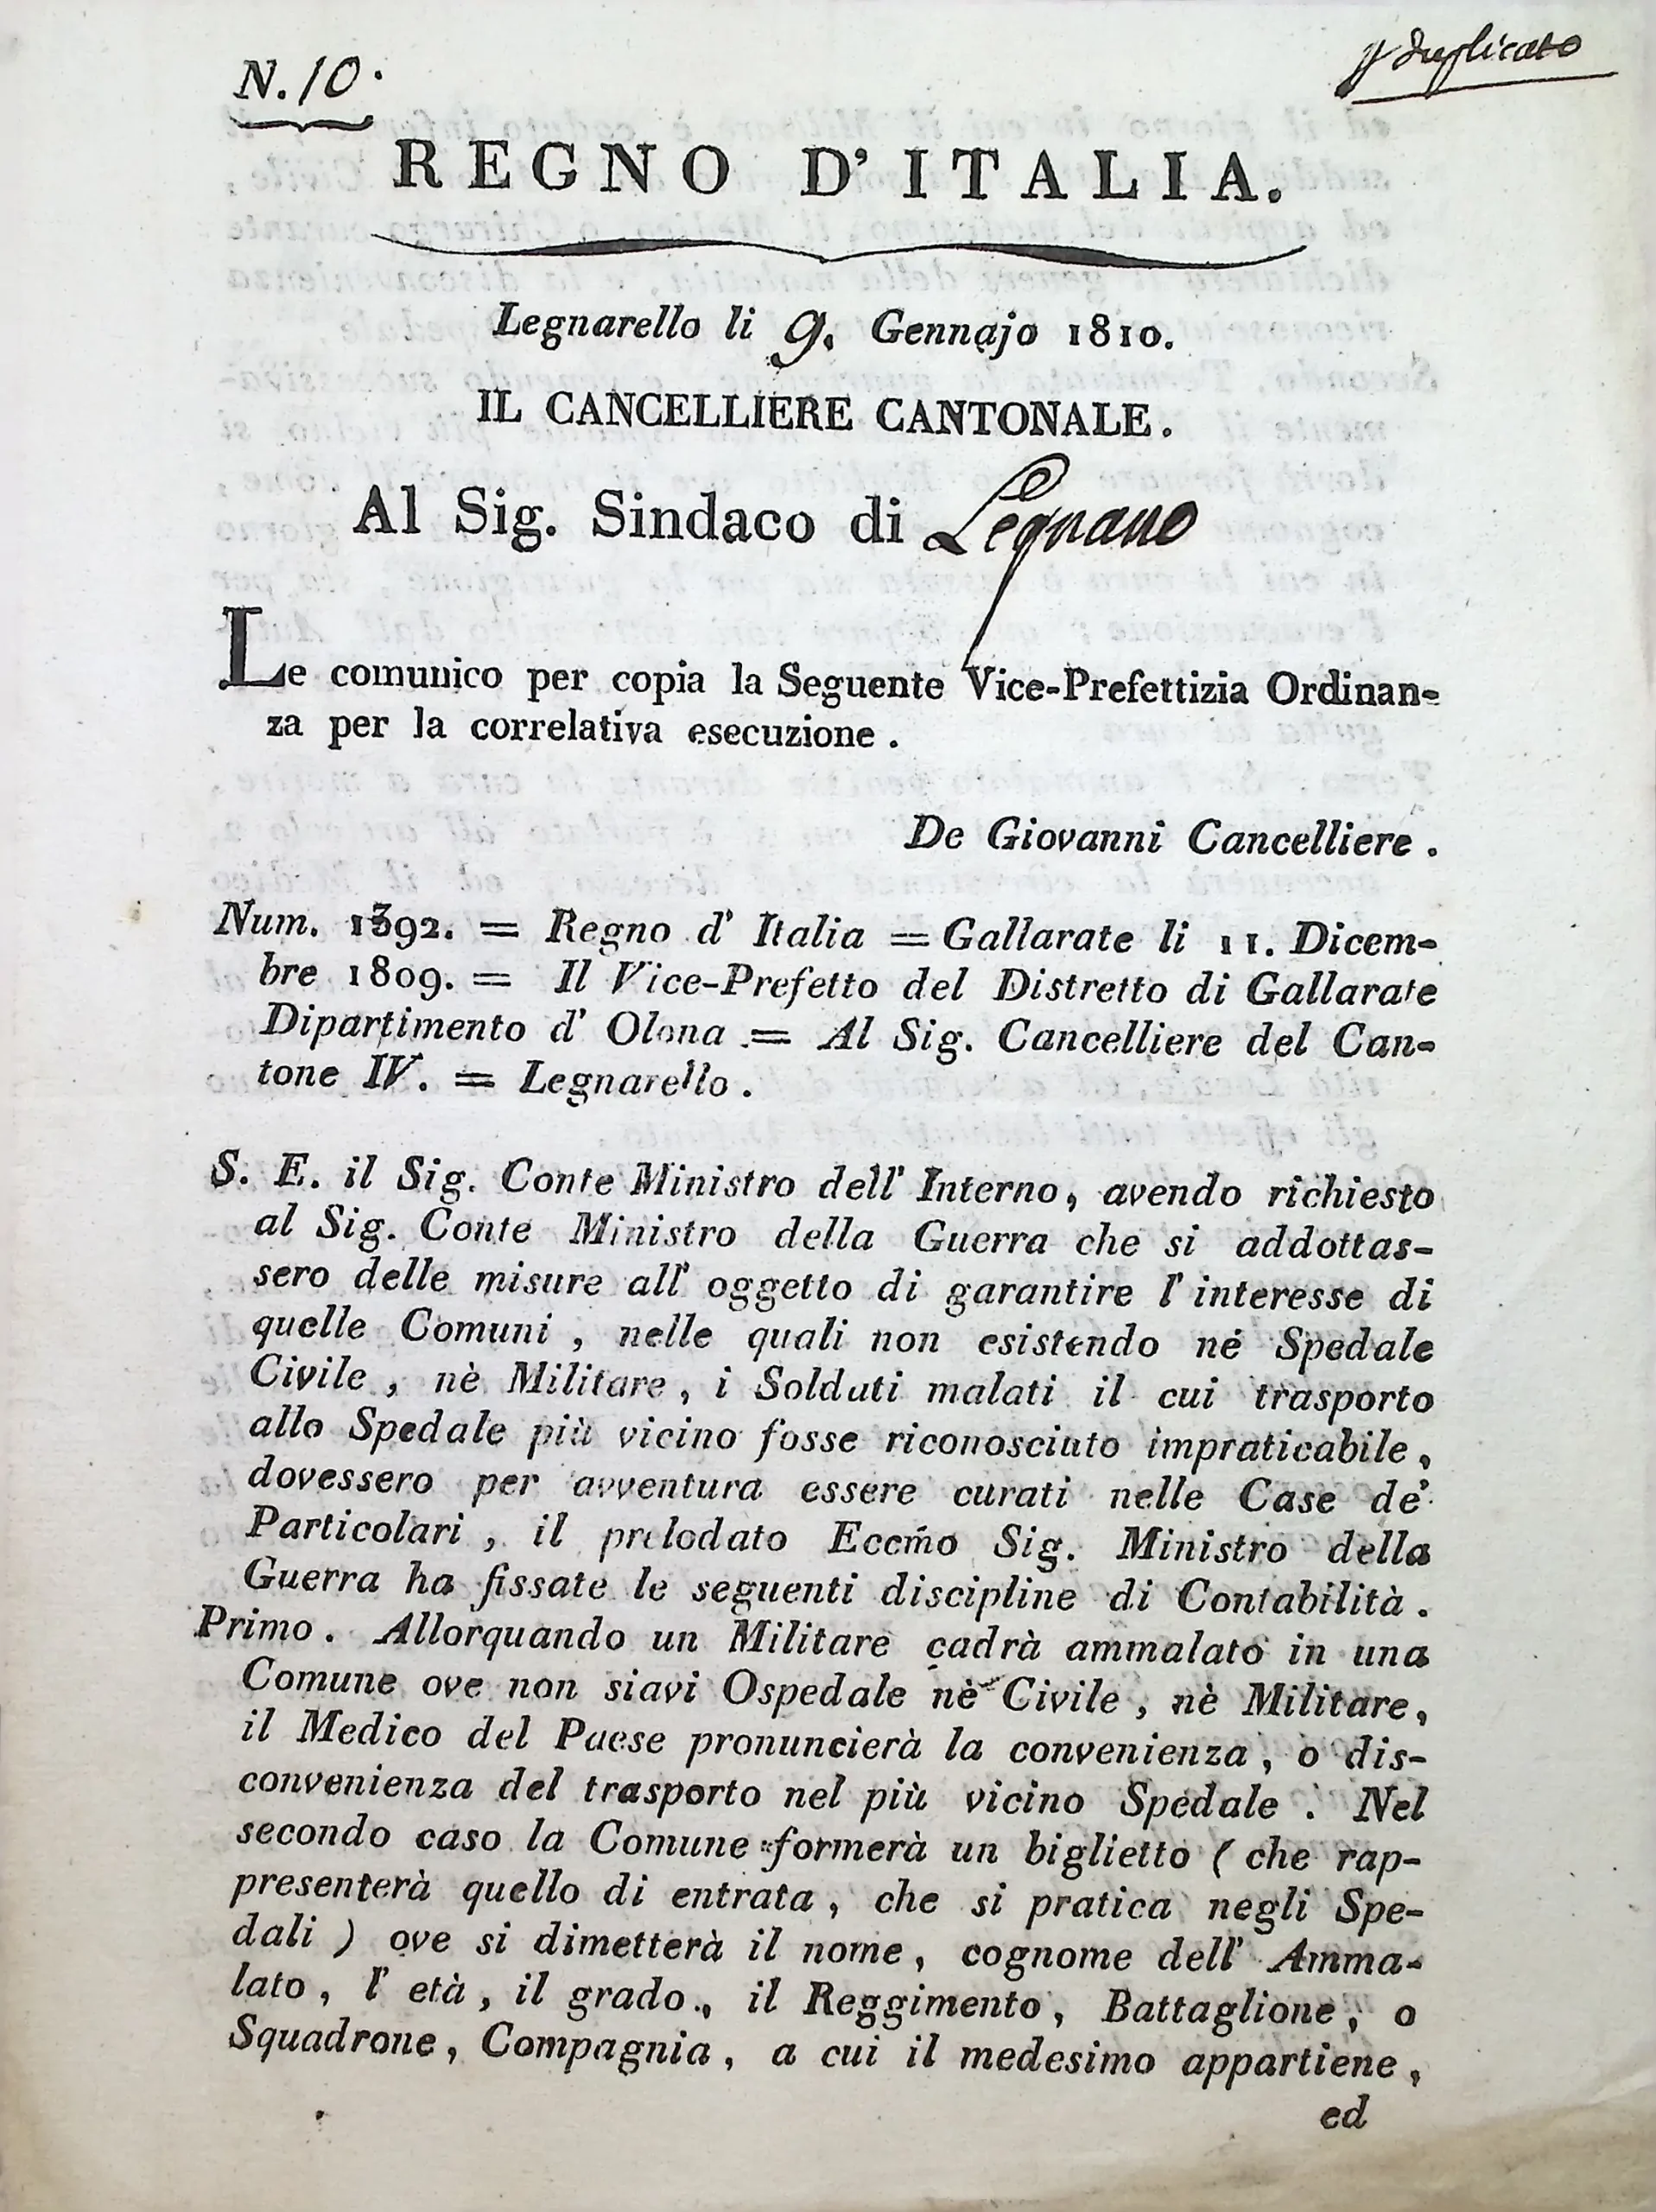 N. 10.
duplicato
REGNO D'ITALIA.
Legnarello li 9. Gennajo 1810.
IL CANCELLIERE CANTONALE.
Al Sig. Sindaco di Legnano
Le comunico per copia la Seguente Vice-Prefettizia Ordinan-
za per la correlativa esecuzione.
De Giovanni Cancelliere.
Num. 1392. = Regno d' Italia = Gallarate li 11. Dicem-
bre 1809. = Il Vice-Prefetto del Distretto di Gallarate
Dipartimento d' Olona = Al Sig. Cancelliere del Can-
tone IV. = Legnarello.
S. E. il Sig. Conte Ministro dell' Interno, avendo richiesto
al Sig. Conte Ministro della Guerra che si addottas-
sero delle misure all' oggetto di garantire l' interesse di
quelle Comuni, nelle quali non esistendo nè Spedale
Civile, nè Militare, i Soldati malati il cui trasporto
allo Spedale più vicino fosse riconosciuto impraticabile,
dovessero per avventura essere curati nelle Case de'
Particolari, il prelodato Eccm̃o Sig. Ministro della
Guerra ha fissate le seguenti discipline di Contabilità.
Primo. Allorquando un Militare cadrà ammalato in una
Comune ove non siavi Ospedale nè Civile, nè Militare,
il Medico del Paese pronuncierà la convenienza, o dis-
convenienza del trasporto nel più vicino Spedale. Nel
secondo caso la Comune formerà un biglietto (che rap-
presenterà quello di entrata, che si pratica negli Spe-
dali) ove si dimetterà il nome, cognome dell' Amma-
lato, l' età, il grado, il Reggimento, Battaglione, o
Squadrone, Compagnia, a cui il medesimo appartiene,
ed